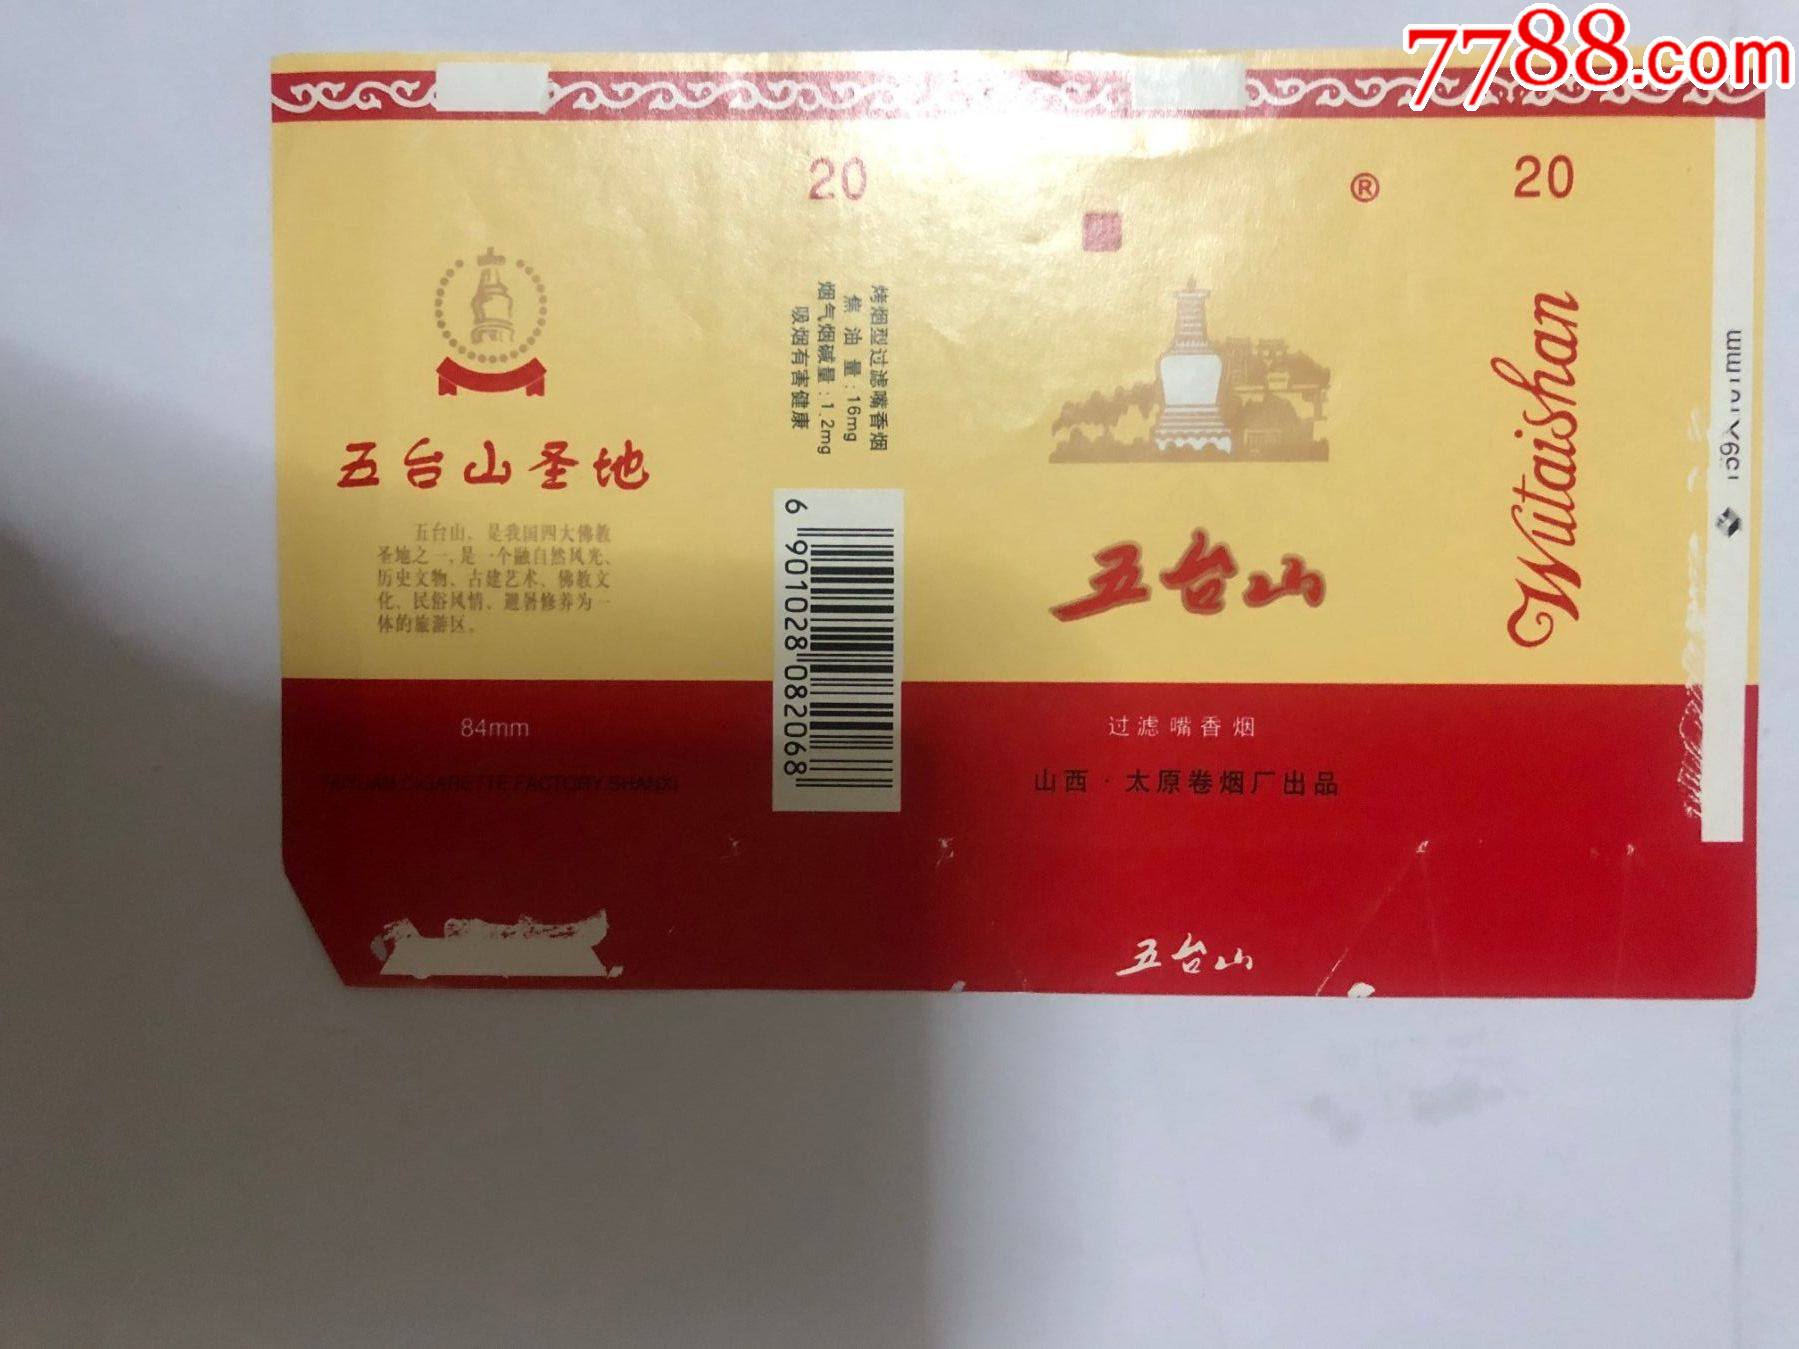 7788.com
20
五台山圣地
五台山、是我国四大佛教
圣地之一,是一个融自然风光、
历史文物、古建艺术、佛教文
化、民俗风情、避暑修养为一
体的旅游区。
84mm
TAIYUAN CIGARETTE FACTORY.SHANXI
烤烟型过滤嘴香烟
焦油量:16mg
烟气烟碱量:1.2mg
吸烟有害健康
6 901028 082068
®
五台山
过滤嘴香烟
山西·太原卷烟厂出品
五台山
20
Wutaishan